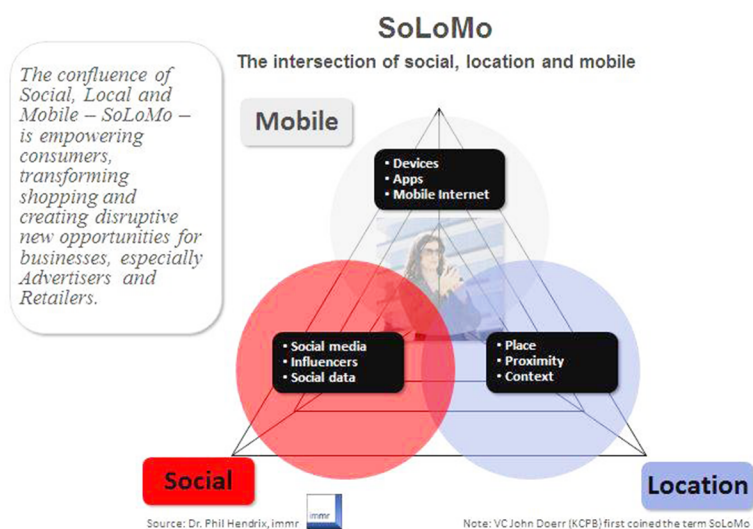 SoLoMo
The intersection of social, location and mobile
The confluence of
Social, Local and
Mobile – SoLoMo –
is empowering
consumers,
transforming
shopping and
creating disruptive
new opportunities for
businesses, especially
Advertisers and
Retailers.
Mobile
▪ Devices
▪ Apps
▪ Mobile Internet
▪ Social media
▪ Influencers
▪ Social data
▪ Place
▪ Proximity
▪ Context
Social
Location
Source: Dr. Phil Hendrix, immr
immr
Note: VC John Doerr (KCPB) first coined the term SoLoMo